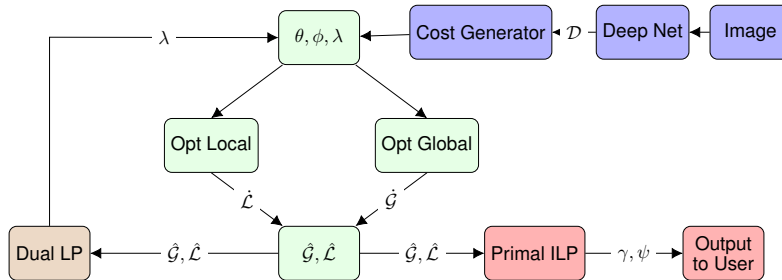 λ
θ, ϕ, λ
Cost Generator
𝒟
Deep Net
Image
Opt Local
Opt Global
ℒ̇
𝒢̇
Dual LP
𝒢̂, ℒ̂
𝒢̂, ℒ̂
𝒢̂, ℒ̂
Primal ILP
γ, ψ
Output
to User